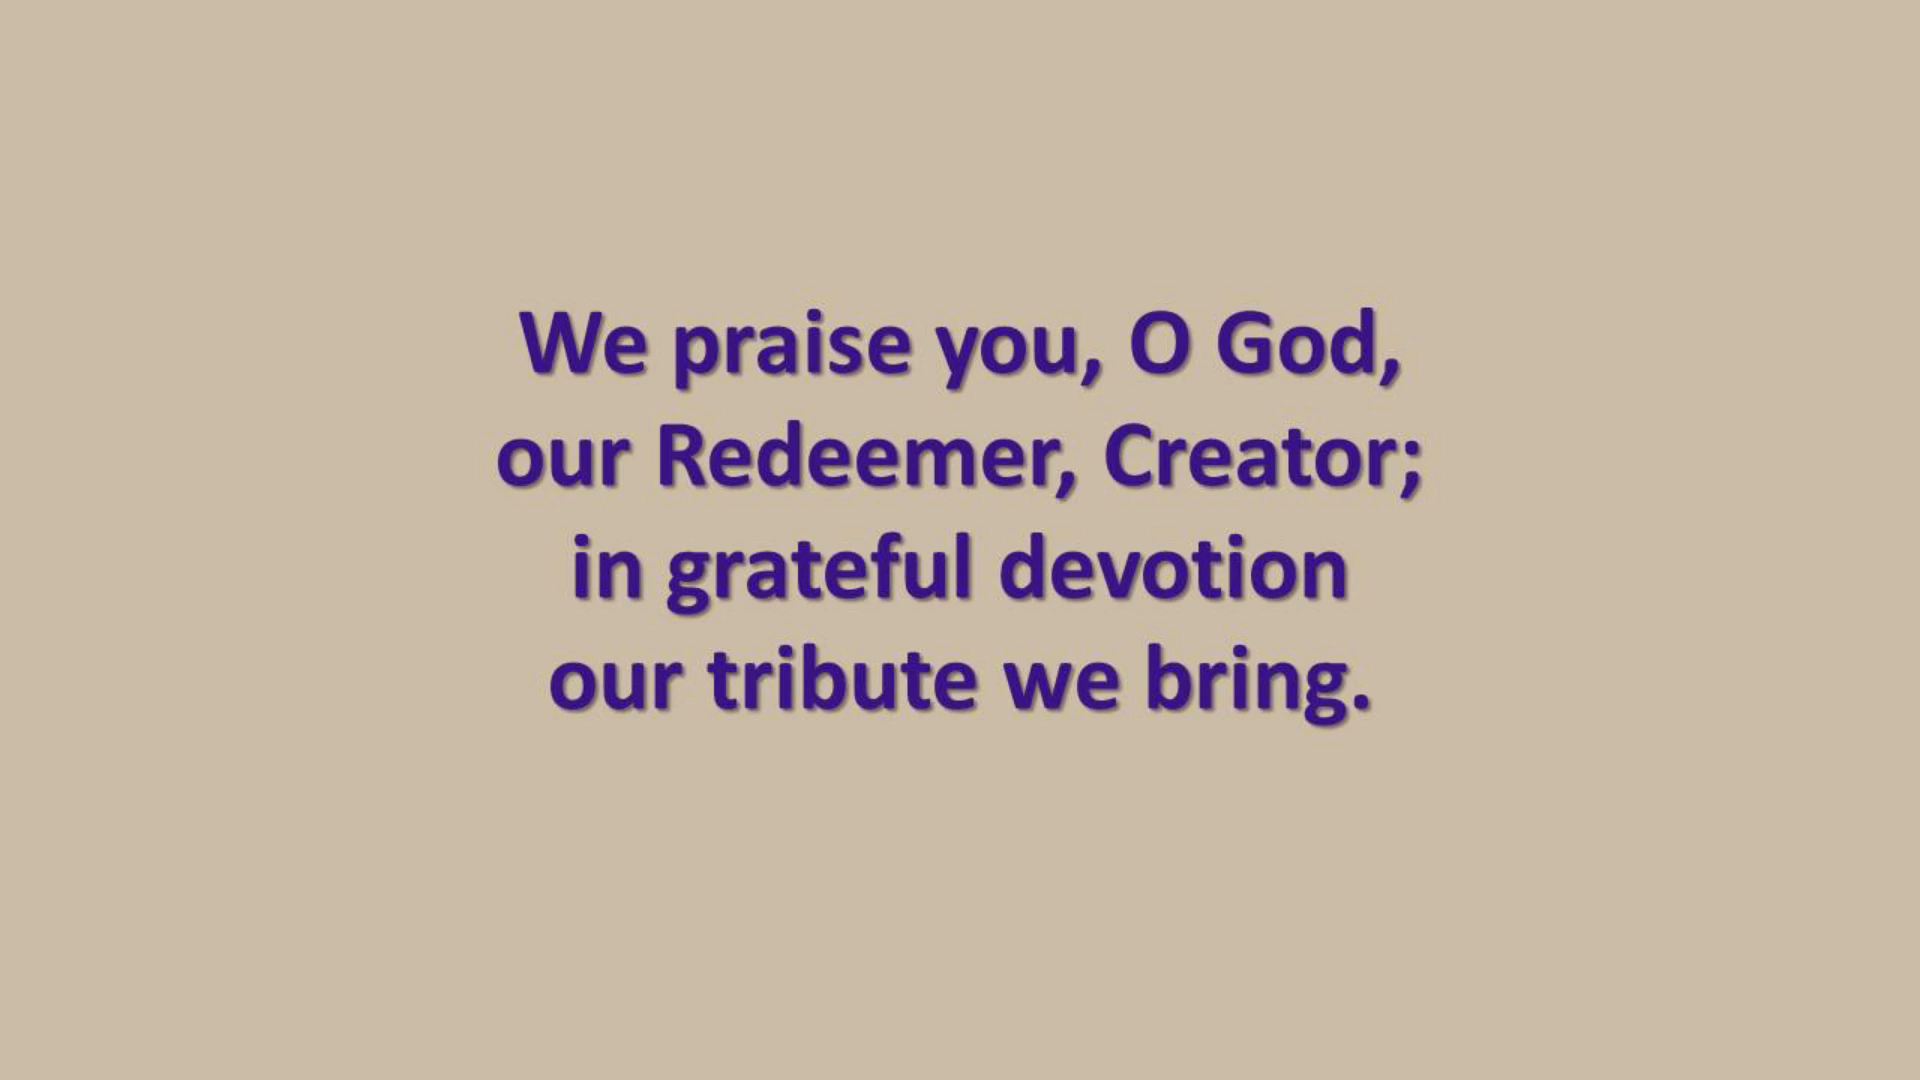 We praise you, O God,
our Redeemer, Creator;
in grateful devotion
our tribute we bring.